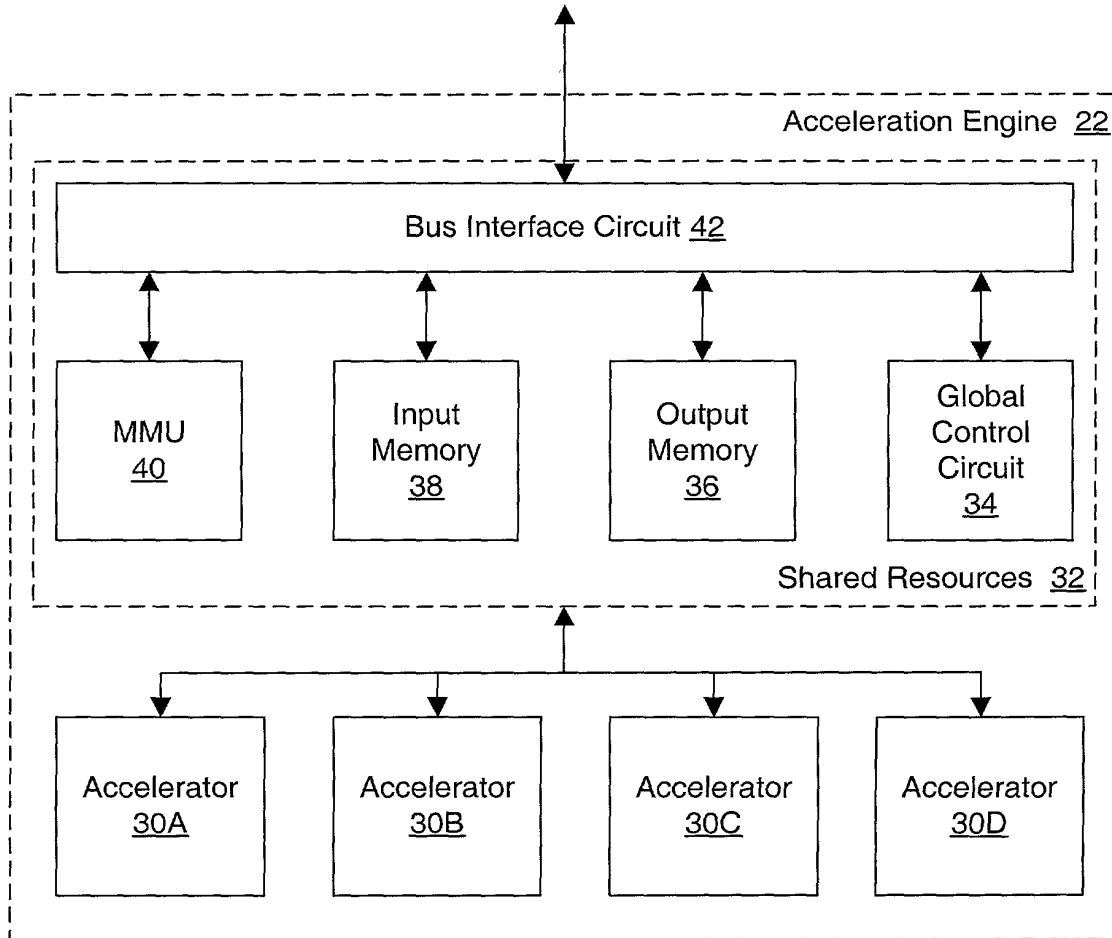 Acceleration Engine 22
Bus Interface Circuit 42
MMU
40
Input
Memory
38
Output
Memory
36
Global
Control
Circuit
34
Shared Resources 32
Accelerator
30A
Accelerator
30B
Accelerator
30C
Accelerator
30D